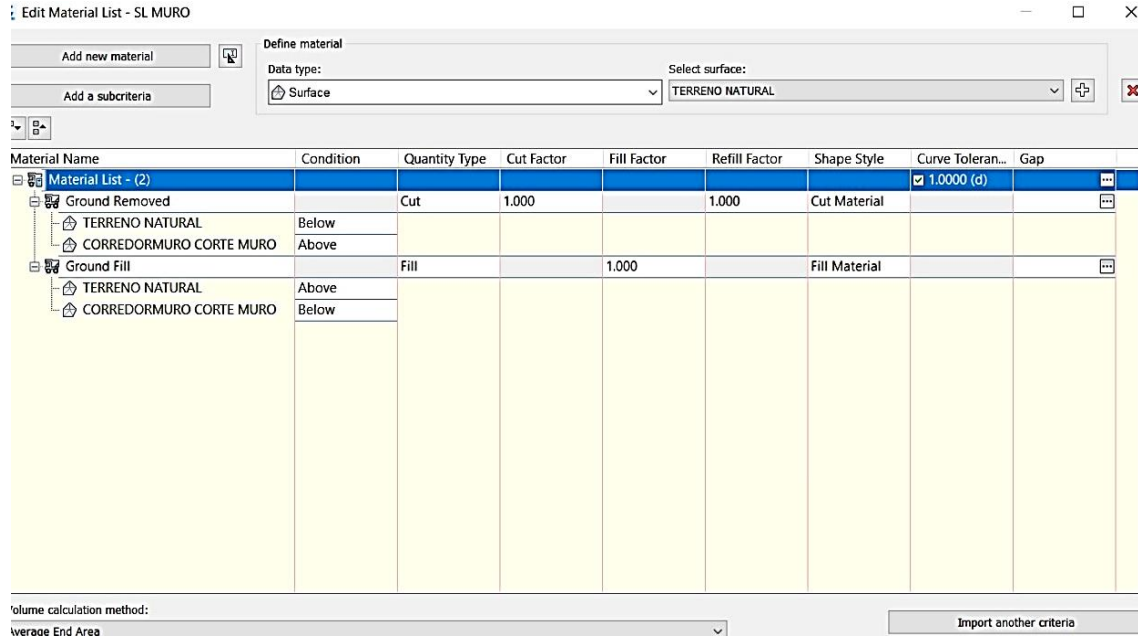 Edit Material List - SL MURO
Add new material
Define material
Data type:
Select surface:
Add a subcriteria
Surface
TERRENO NATURAL
Material Name Condition Quantity Type Cut Factor Fill Factor Refill Factor Shape Style Curve Toleran... Gap
Material List - (2) 1.0000 (d) ...
Ground Removed Cut 1.000 1.000 Cut Material ...
TERRENO NATURAL Below
CORREDORMURO CORTE MURO Above
Ground Fill Fill 1.000 Fill Material ...
TERRENO NATURAL Above
CORREDORMURO CORTE MURO Below
Volume calculation method:
Average End Area
Import another criteria